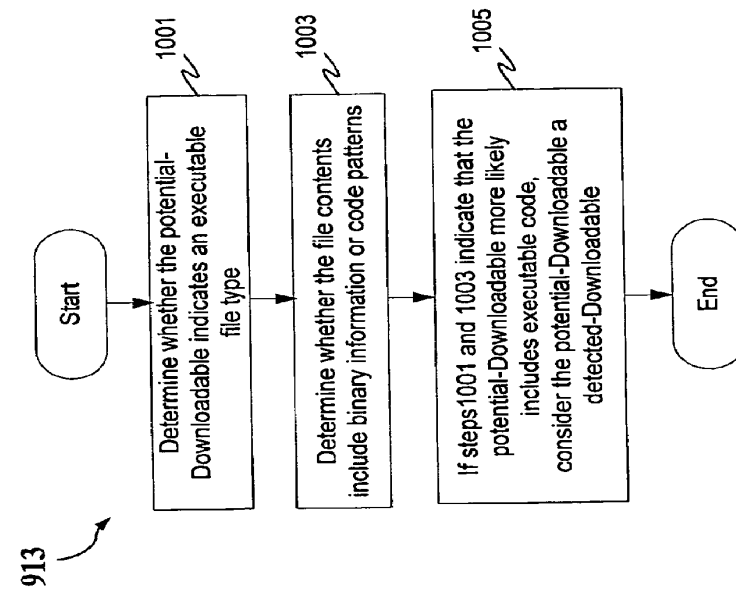 913
Start
Determine whether the potential-
Downloadable indicates an executable
file type
1001
Determine whether the file contents
include binary information or code patterns
1003
If steps1001 and 1003 indicate that the
potential-Downloadable more likely
includes executable code,
consider the potential-Downloadable a
detected-Downloadable
1005
End